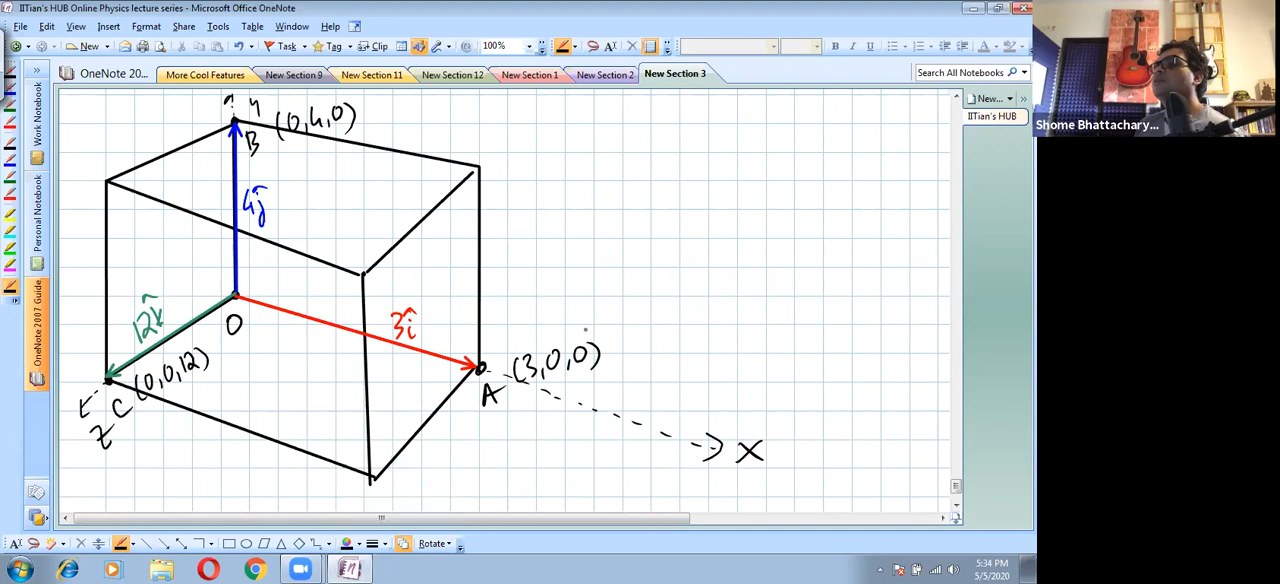 IITian's HUB Online Physics lecture series - Microsoft Office OneNote
File Edit View Insert Format Share Tools Table Window Help
New Task Tag Clip 100% B I U A
OneNote 20... More Cool Features New Section 9 New Section 11 New Section 12 New Section 1 New Section 2 New Section 3 Search All Notebooks
New...
IITian's HUB
Work Notebook
Personal Notebook
OneNote 2007 Guide
Shome Bhattachary...
Y
B (0,4,0)
4ĵ
12k̂
O
3î
(0,0,12)
C
Z
A (3,0,0)
X
Rotate
5:34 PM
5/5/2020